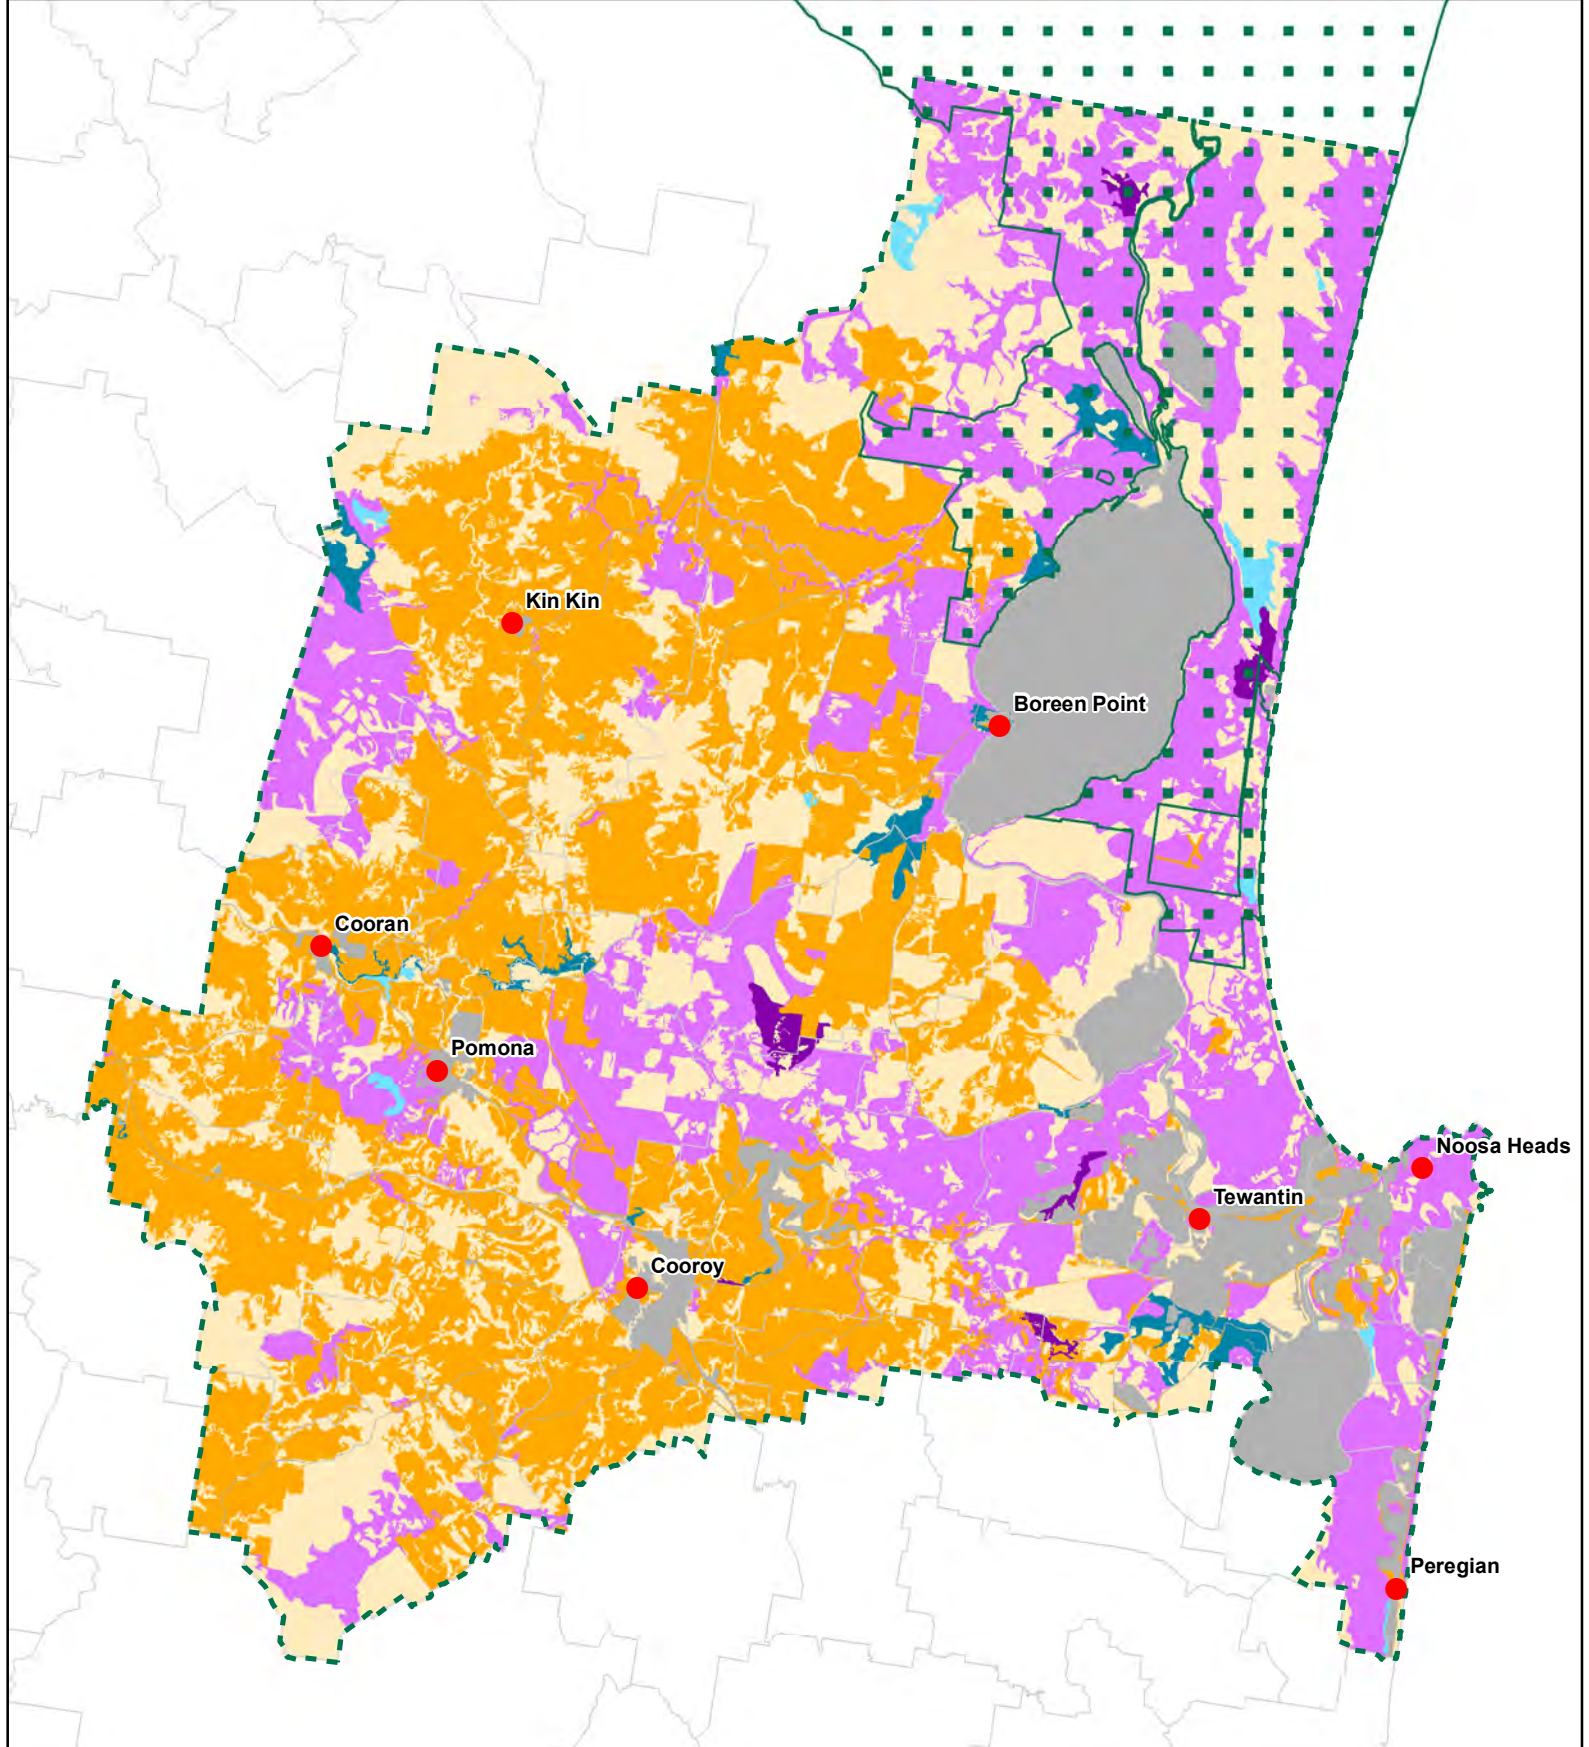 Kin Kin
Boreen Point
Cooran
Pomona
Noosa Heads
Tewantin
Cooroy
Peregian